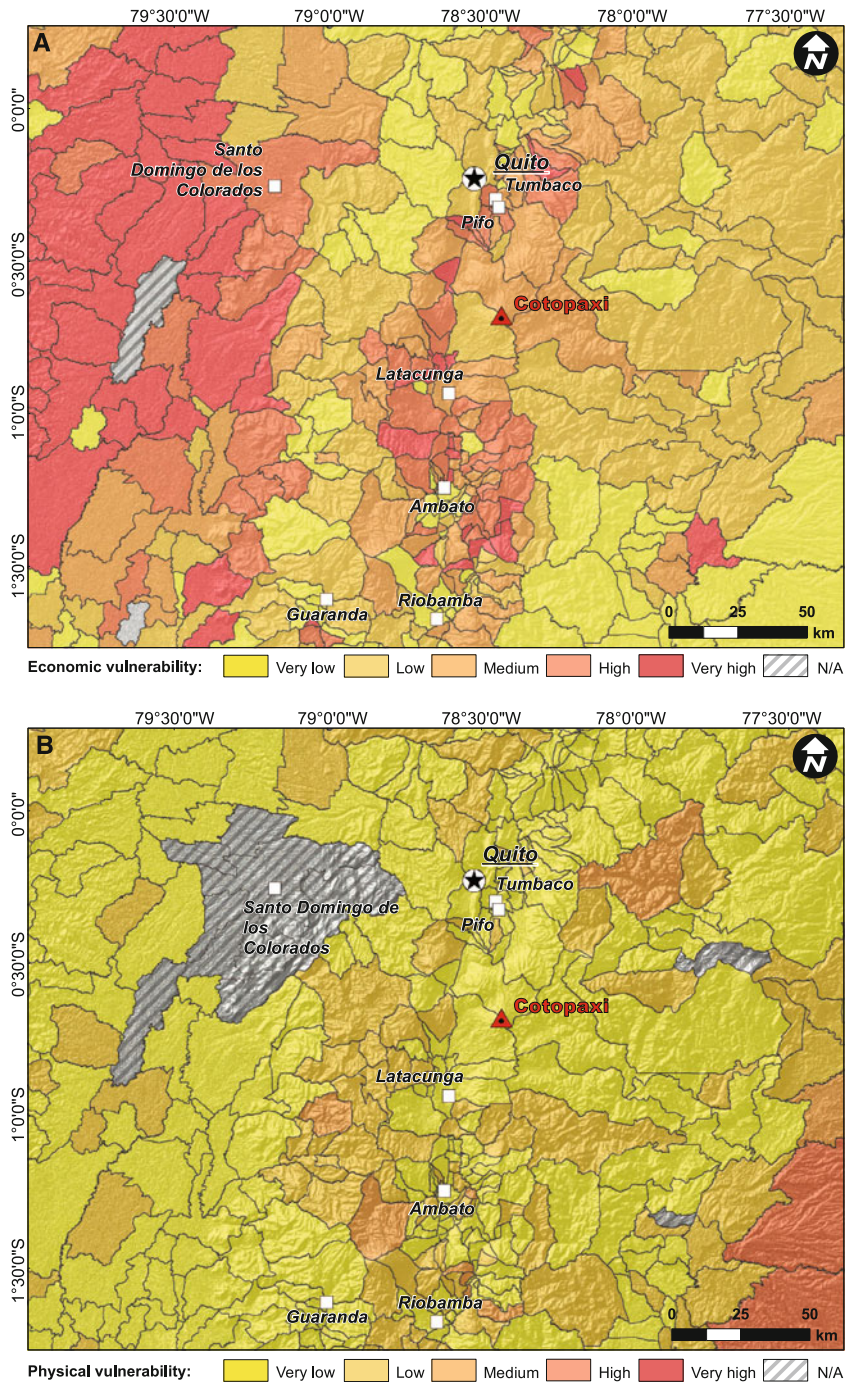 79°30'0"W 79°0'0"W 78°30'0"W 78°0'0"W 77°30'0"W
A
N
0°0'0"
Santo
Domingo de los
Colorados
Quito
Tumbaco
Pifo
0°30'0"S
Cotopaxi
Latacunga
1°0'0"S
Ambato
1°30'0"S
Riobamba
Guaranda
0 25 50
km
Economic vulnerability: Very low Low Medium High Very high N/A
79°30'0"W 79°0'0"W 78°30'0"W 78°0'0"W 77°30'0"W
B
N
0°0'0"
Quito
Tumbaco
Santo Domingo de
los
Colorados
Pifo
0°30'0"S
Cotopaxi
Latacunga
1°0'0"S
Ambato
1°30'0"S
Riobamba
Guaranda
0 25 50
km
Physical vulnerability: Very low Low Medium High Very high N/A